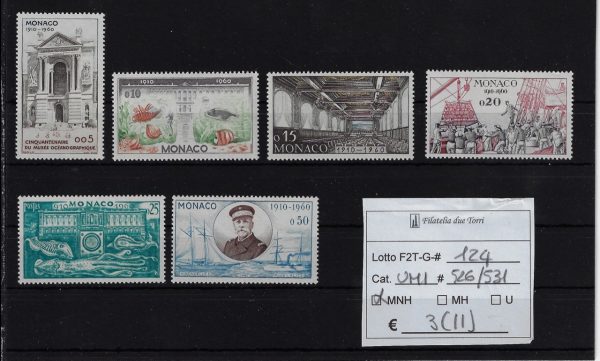 MONACO
1910-1960
0,05
CINQUANTENAIRE
DU MUSÉE OCÉANOGRAPHIQUE
1910 1960
0,10
MONACO
0,15
MONACO 1910-1960
MONACO
1910-1960
0,20
MONACO
25
MONACO 1910-1960
0,50
Filatelia due Torri
Lotto F2T-G-# 124
Cat. UNI # 526/531
☑ MNH ☐ MH ☐ U
€ 3(11)